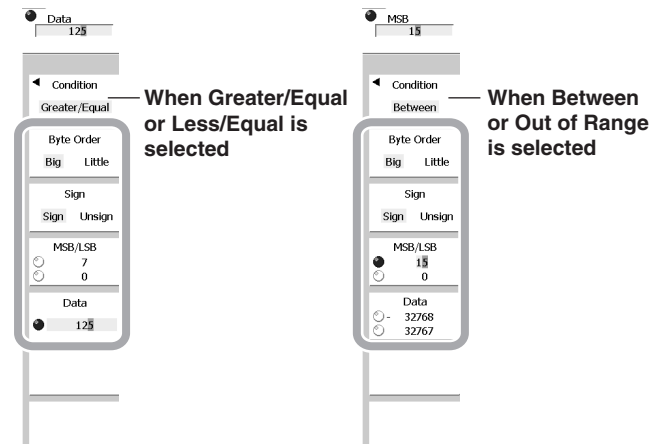 Data
125
Condition
Greater/Equal
When Greater/Equal
or Less/Equal is
selected
Byte Order
Big Little
Sign
Sign Unsign
MSB/LSB
7
0
Data
125
MSB
15
Condition
Between
When Between
or Out of Range
is selected
Byte Order
Big Little
Sign
Sign Unsign
MSB/LSB
15
0
Data
- 32768
32767